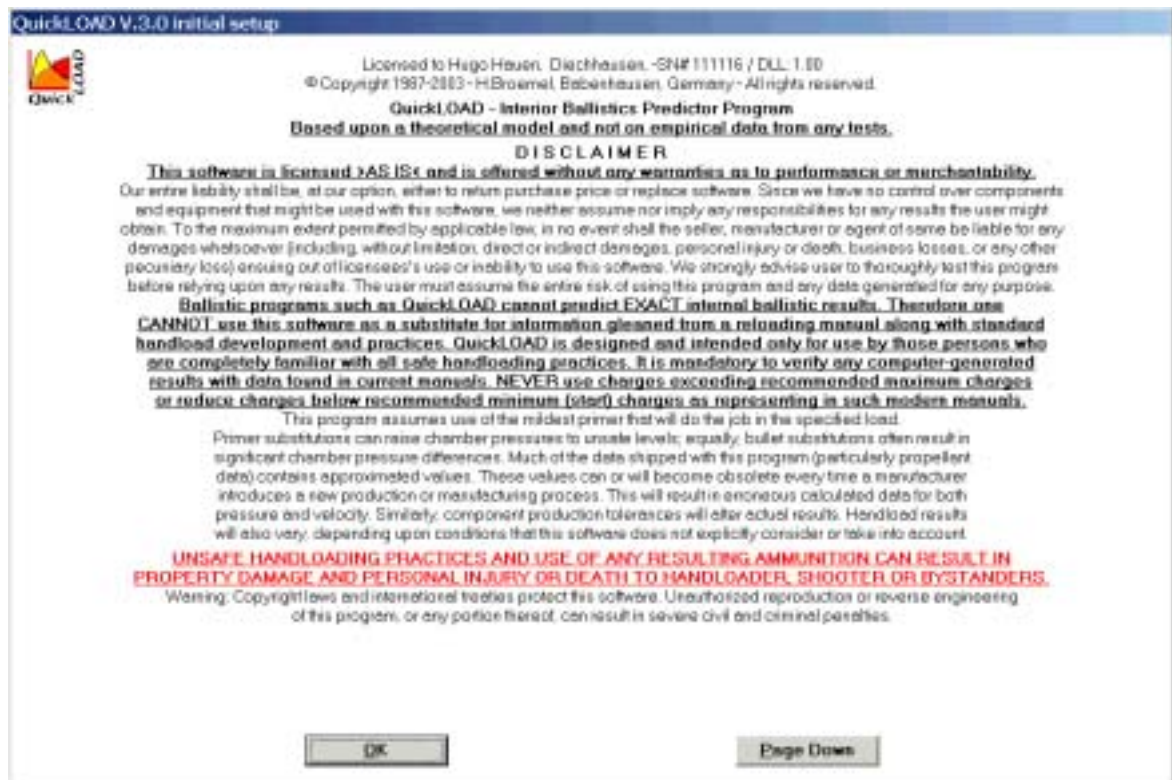 QuickLOAD V.3.0 initial setup
QUICK LOAD
Licensed to Hugo Hauen, Diechhausen, -SN# 111116 / DLL: 1.00
© Copyright 1987-2003 - H.Broemel, Babenhausen, Germany - All rights reserved.
QuickLOAD - Interior Ballistics Predictor Program
Based upon a theoretical model and not on empirical data from any tests.
DISCLAIMER
This software is licensed >AS IS< and is offered without any warranties as to performance or merchantability.
Our entire liability shall be, at our option, either to return purchase price or replace software. Since we have no control over components
and equipment that might be used with this software, we neither assume nor imply any responsibilities for any results the user might
obtain. To the maximum extent permitted by applicable law, in no event shall the seller, manufacturer or agent of same be liable for any
damages whatsoever (including, without limitation, direct or indirect damages, personal injury or death, business losses, or any other
pecuniary loss) ensuing out of licensees's use or inability to use this software. We strongly advise user to thoroughly test this program
before relying upon any results. The user must assume the entire risk of using this program and any data generated for any purpose.
Ballistic programs such as QuickLOAD cannot predict EXACT internal ballistic results. Therefore one
CANNOT use this software as a substitute for information gleaned from a reloading manual along with standard
handload development and practices. QuickLOAD is designed and intended only for use by those persons who
are completely familiar with all safe handloading practices. It is mandatory to verify any computer-generated
results with data found in current manuals. NEVER use charges exceeding recommended maximum charges
or reduce charges below recommended minimum (start) charges as representing in such modern manuals.
This program assumes use of the mildest primer that will do the job in the specified load.
Primer substitutions can raise chamber pressures to unsafe levels; equally, bullet substitutions often result in
significant chamber pressure differences. Much of the data shipped with this program (particularly propellant
data) contains approximated values. These values can or will become obsolete every time a manufacturer
introduces a new production or manufacturing process. This will result in erroneous calculated data for both
pressure and velocity. Similarly, component production tolerances will alter actual results. Handload results
will also vary, depending upon conditions that this software does not explicitly consider or take into account
UNSAFE HANDLOADING PRACTICES AND USE OF ANY RESULTING AMMUNITION CAN RESULT IN
PROPERTY DAMAGE AND PERSONAL INJURY OR DEATH TO HANDLOADER, SHOOTER OR BYSTANDERS.
Warning: Copyright laws and international treaties protect this software. Unauthorized reproduction or reverse engineering
of this program, or any portion thereof, can result in severe civil and criminal penalties.
OK
Page Down